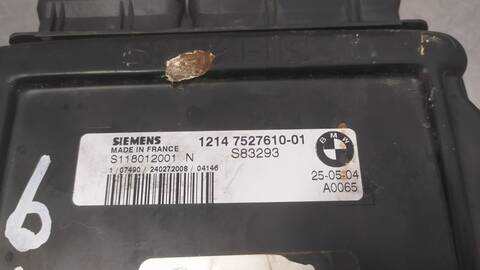 SIEMENS 1214 7527610-01
MADE IN FRANCE
S118012001 N S83293
1 / 07490 / 240272008 / 04146
BMW
25-05-04
A0065
6